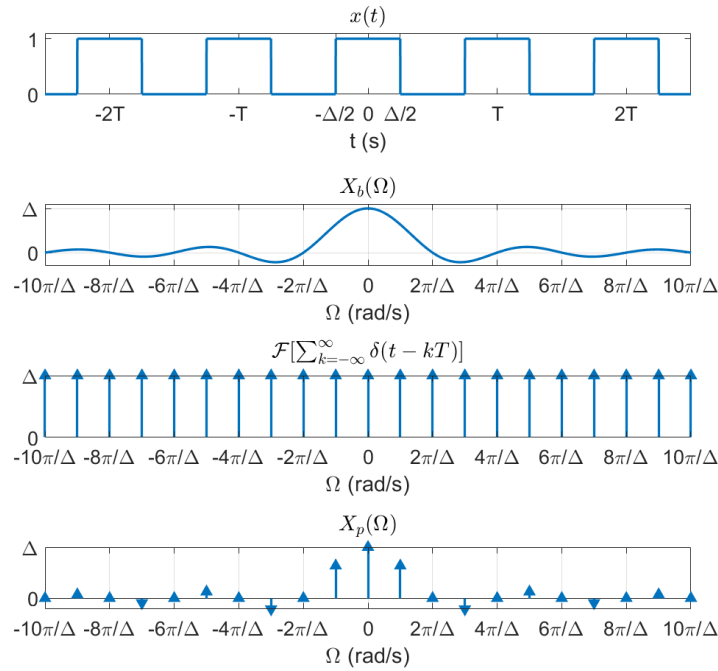 x(t)
1
0
-2T -T -Δ/2 0 Δ/2 T 2T
t (s)
X_b(Ω)
Δ
0
-10π/Δ -8π/Δ -6π/Δ -4π/Δ -2π/Δ 0 2π/Δ 4π/Δ 6π/Δ 8π/Δ 10π/Δ
Ω (rad/s)
ℱ[∑_{k=-∞}^{∞} δ(t − kT)]
Δ
0
-10π/Δ -8π/Δ -6π/Δ -4π/Δ -2π/Δ 0 2π/Δ 4π/Δ 6π/Δ 8π/Δ 10π/Δ
Ω (rad/s)
X_p(Ω)
Δ
0
-10π/Δ -8π/Δ -6π/Δ -4π/Δ -2π/Δ 0 2π/Δ 4π/Δ 6π/Δ 8π/Δ 10π/Δ
Ω (rad/s)